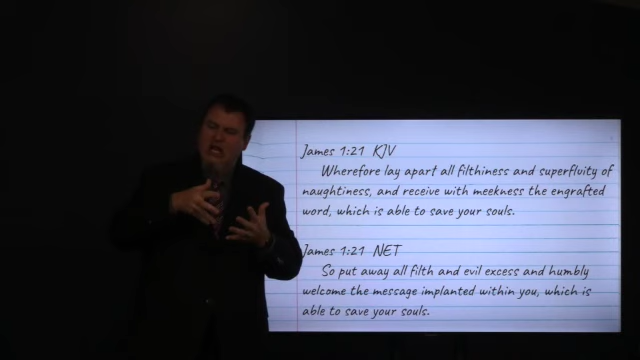 James 1:21 KJV
Wherefore lay apart all filthiness and superfluity of
naughtiness, and receive with meekness the engrafted
word, which is able to save your souls.
James 1:21 NET
So put away all filth and evil excess and humbly
welcome the message implanted within you, which is
able to save your souls.